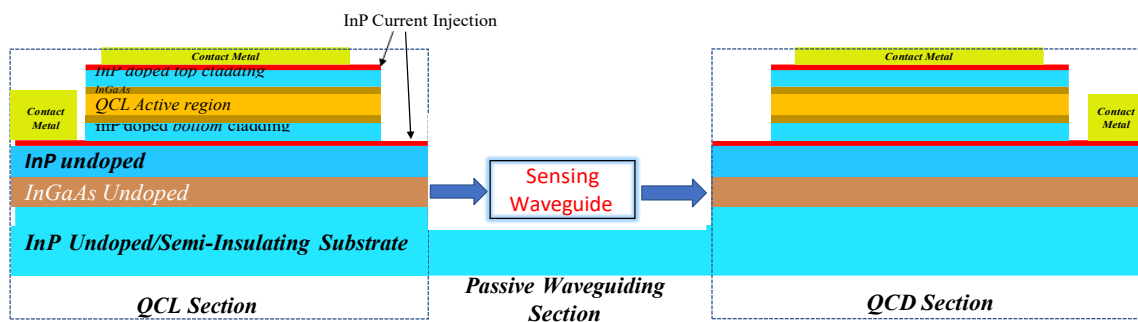 InP Current Injection
Contact Metal
InP doped top cladding
InGaAs
QCL Active region
InP doped bottom cladding
Contact
Metal
InP undoped
InGaAs Undoped
InP Undoped/Semi-Insulating Substrate
QCL Section
Sensing
Waveguide
Passive Waveguiding
Section
Contact Metal
Contact
Metal
QCD Section